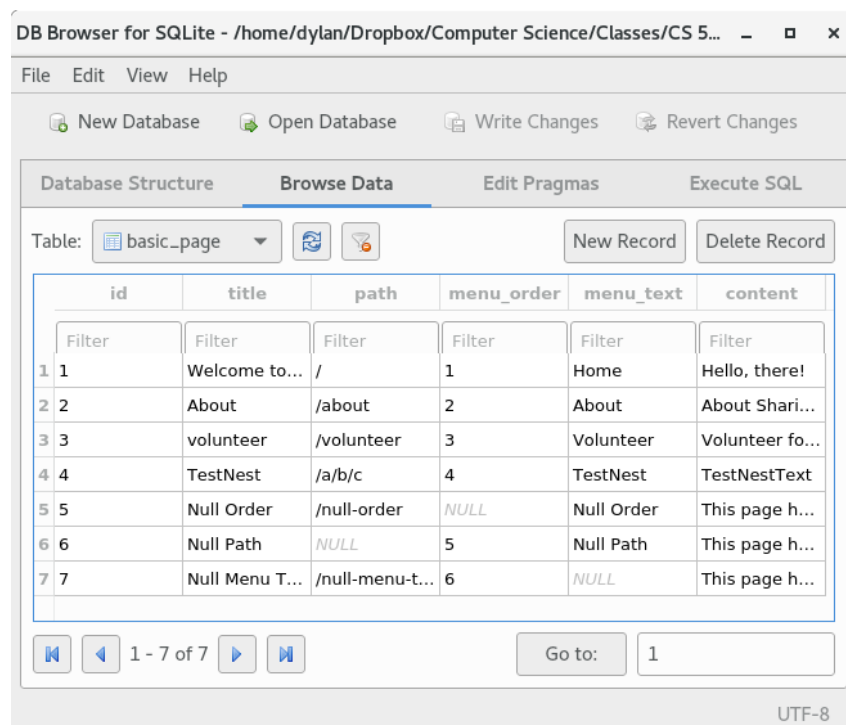 DB Browser for SQLite - /home/dylan/Dropbox/Computer Science/Classes/CS 5...
File Edit View Help
New Database Open Database Write Changes Revert Changes
Database Structure Browse Data Edit Pragmas Execute SQL
Table: basic_page New Record Delete Record
id title path menu_order menu_text content
Filter Filter Filter Filter Filter Filter
1 1 Welcome to... / 1 Home Hello, there!
2 2 About /about 2 About About Shari...
3 3 volunteer /volunteer 3 Volunteer Volunteer fo...
4 4 TestNest /a/b/c 4 TestNest TestNestText
5 5 Null Order /null-order NULL Null Order This page h...
6 6 Null Path NULL 5 Null Path This page h...
7 7 Null Menu T... /null-menu-t... 6 NULL This page h...
1 - 7 of 7 Go to: 1
UTF-8